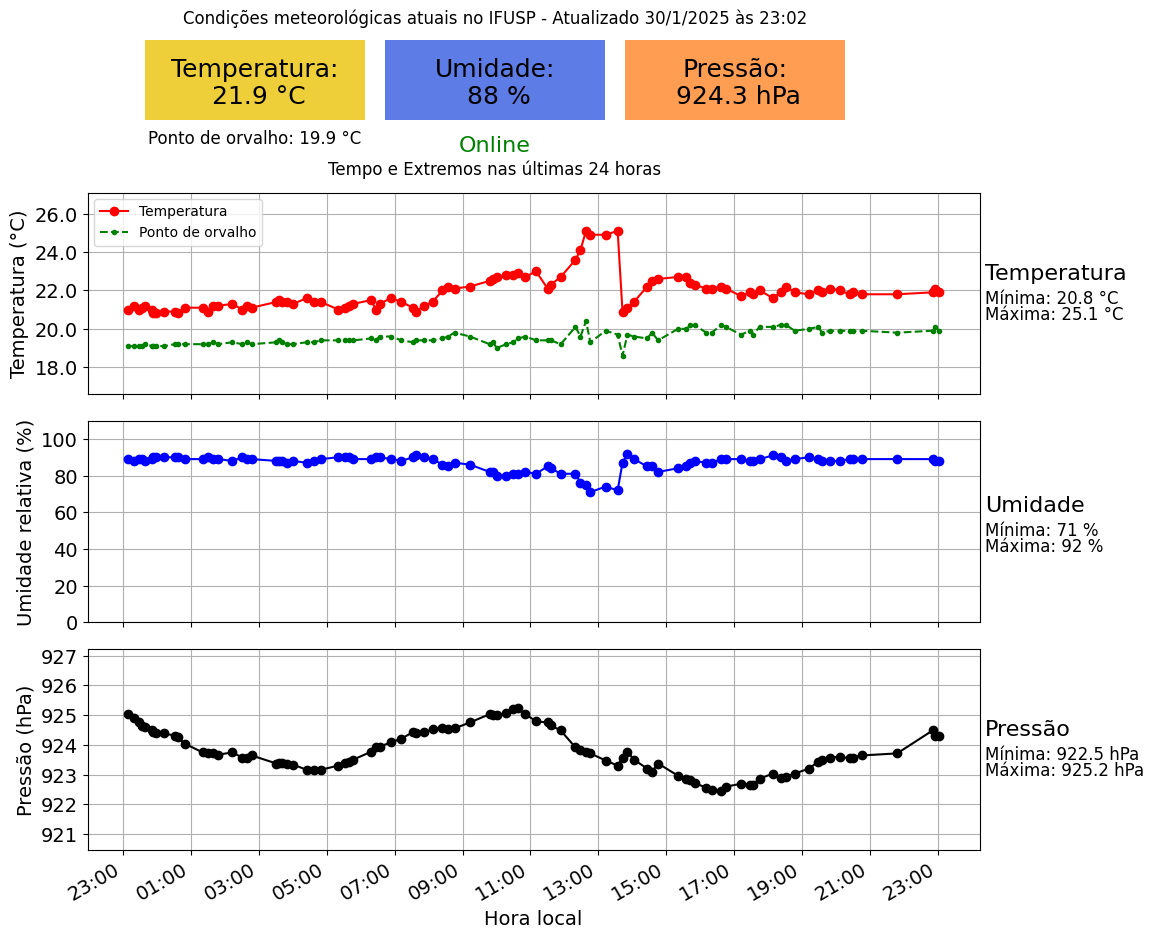 Condições meteorológicas atuais no IFUSP - Atualizado 30/1/2025 às 23:02
Temperatura:
21.9 °C
Umidade:
88 %
Pressão:
924.3 hPa
Ponto de orvalho: 19.9 °C
Online
Tempo e Extremos nas últimas 24 horas
Temperatura (°C)
26.0
24.0
22.0
20.0
18.0
Temperatura
Ponto de orvalho
Temperatura
Mínima: 20.8 °C
Máxima: 25.1 °C
Umidade relativa (%)
100
80
60
40
20
0
Umidade
Mínima: 71 %
Máxima: 92 %
Pressão (hPa)
927
926
925
924
923
922
921
Pressão
Mínima: 922.5 hPa
Máxima: 925.2 hPa
23:00
01:00
03:00
05:00
07:00
09:00
11:00
13:00
15:00
17:00
19:00
21:00
23:00
Hora local